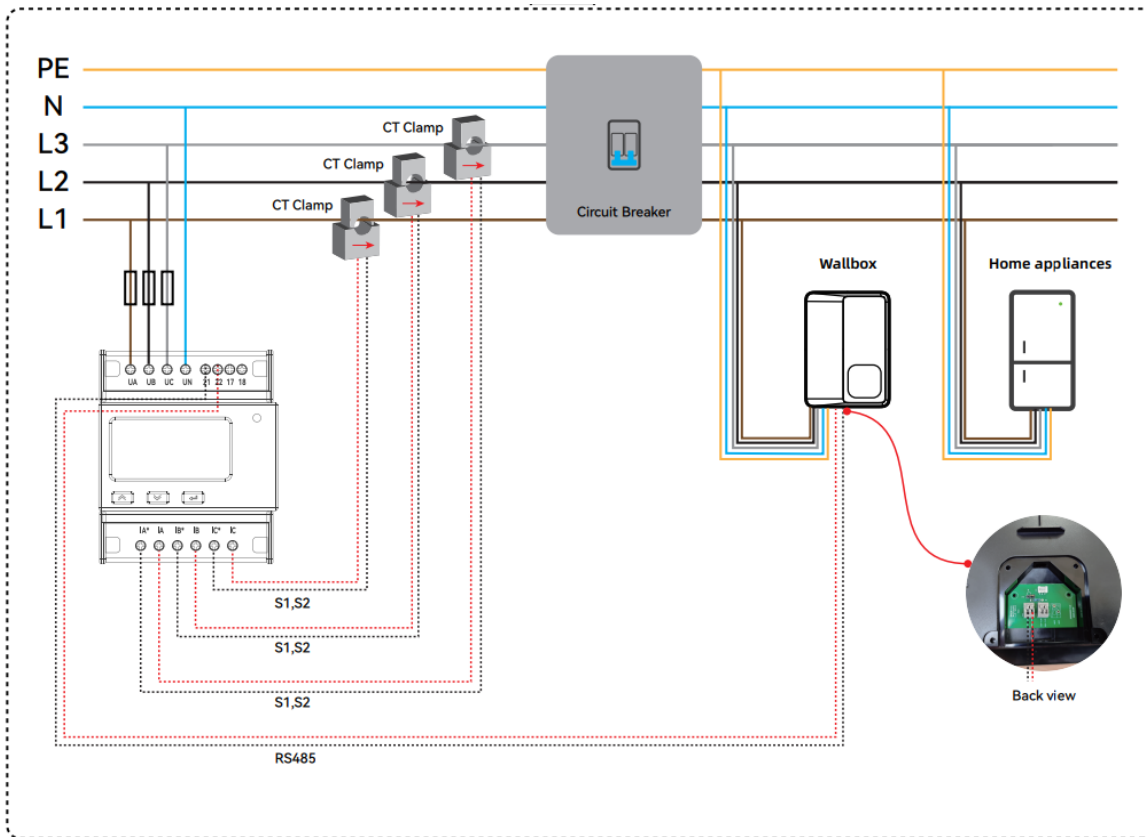 PE
N
L3
L2
L1
CT Clamp
CT Clamp
CT Clamp
Circuit Breaker
Wallbox
Home appliances
UA UB UC UN 21 22 17 18
IA* IA IB* IB IC* IC
S1,S2
S1,S2
S1,S2
RS485
Back view